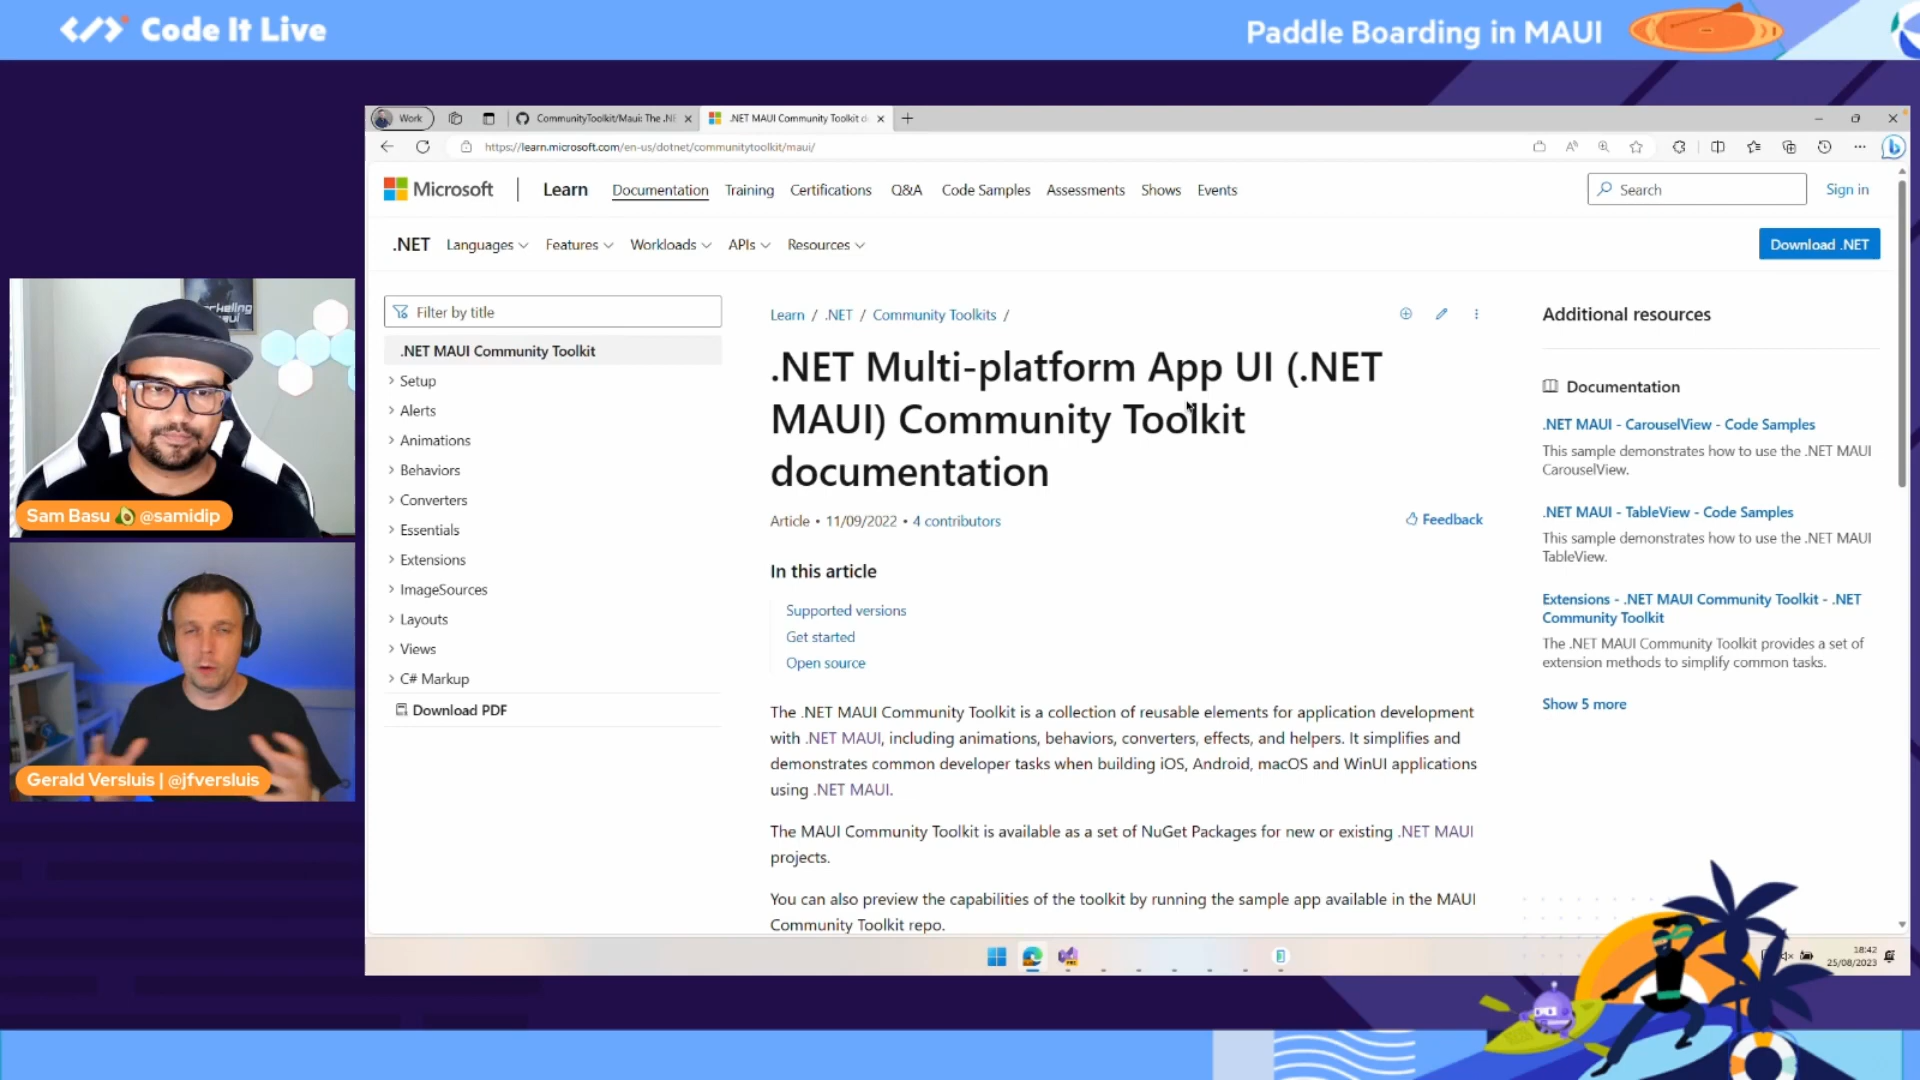 Code It Live
Paddle Boarding in MAUI
Work
CommunityToolkit/Maui: The .NE
.NET MAUI Community Toolkit d
https://learn.microsoft.com/en-us/dotnet/communitytoolkit/maui/
Microsoft
Learn
Documentation
Training
Certifications
Q&A
Code Samples
Assessments
Shows
Events
Search
Sign in
.NET
Languages
Features
Workloads
APIs
Resources
Download .NET
Filter by title
.NET MAUI Community Toolkit
Setup
Alerts
Animations
Behaviors
Converters
Essentials
Extensions
ImageSources
Layouts
Views
C# Markup
Download PDF
Learn / .NET / Community Toolkits /
.NET Multi-platform App UI (.NET
MAUI) Community Toolkit
documentation
Article • 11/09/2022 • 4 contributors
Feedback
In this article
Supported versions
Get started
Open source
The .NET MAUI Community Toolkit is a collection of reusable elements for application development
with .NET MAUI, including animations, behaviors, converters, effects, and helpers. It simplifies and
demonstrates common developer tasks when building iOS, Android, macOS and WinUI applications
using .NET MAUI.
The MAUI Community Toolkit is available as a set of NuGet Packages for new or existing .NET MAUI
projects.
You can also preview the capabilities of the toolkit by running the sample app available in the MAUI
Community Toolkit repo.
Additional resources
Documentation
.NET MAUI - CarouselView - Code Samples
This sample demonstrates how to use the .NET MAUI
CarouselView.
.NET MAUI - TableView - Code Samples
This sample demonstrates how to use the .NET MAUI
TableView.
Extensions - .NET MAUI Community Toolkit - .NET
Community Toolkit
The .NET MAUI Community Toolkit provides a set of
extension methods to simplify common tasks.
Show 5 more
Sam Basu @samidip
Gerald Versluis | @jfversluis
18:42
25/08/2023